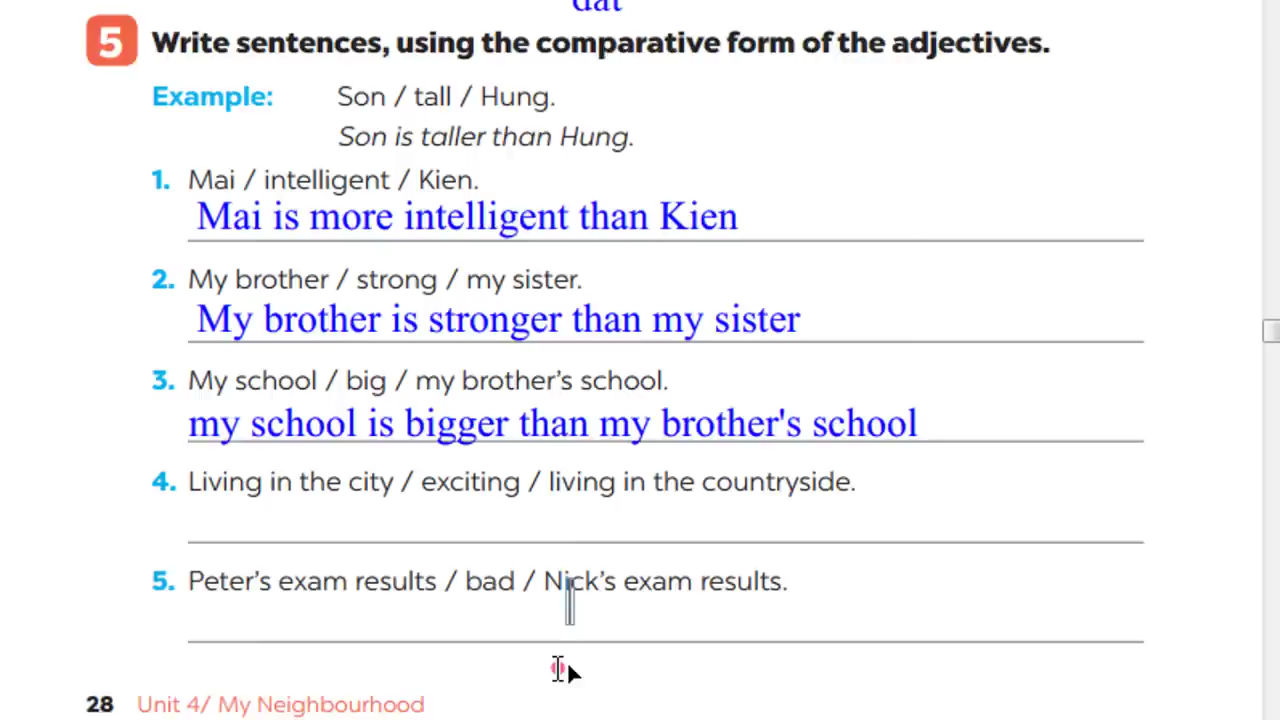 dat
5 Write sentences, using the comparative form of the adjectives.
Example: Son / tall / Hung.
Son is taller than Hung.
1. Mai / intelligent / Kien.
Mai is more intelligent than Kien
2. My brother / strong / my sister.
My brother is stronger than my sister
3. My school / big / my brother’s school.
my school is bigger than my brother's school
4. Living in the city / exciting / living in the countryside.
5. Peter’s exam results / bad / Nick’s exam results.
28 Unit 4/ My Neighbourhood